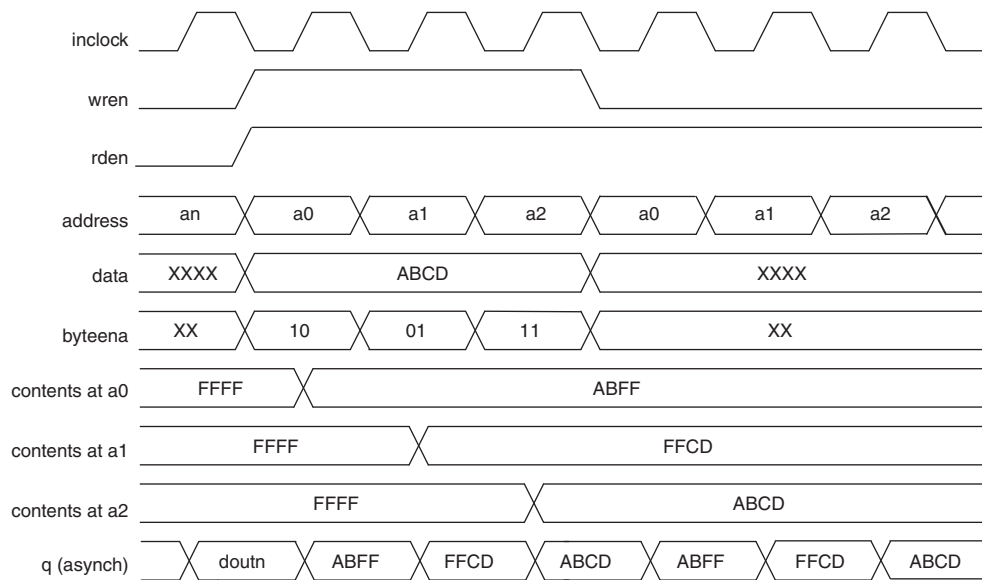 inclock
wren
rden
address an a0 a1 a2 a0 a1 a2
data XXXX ABCD XXXX
byteena XX 10 01 11 XX
contents at a0 FFFF ABFF
contents at a1 FFFF FFCD
contents at a2 FFFF ABCD
q (asynch) doutn ABFF FFCD ABCD ABFF FFCD ABCD